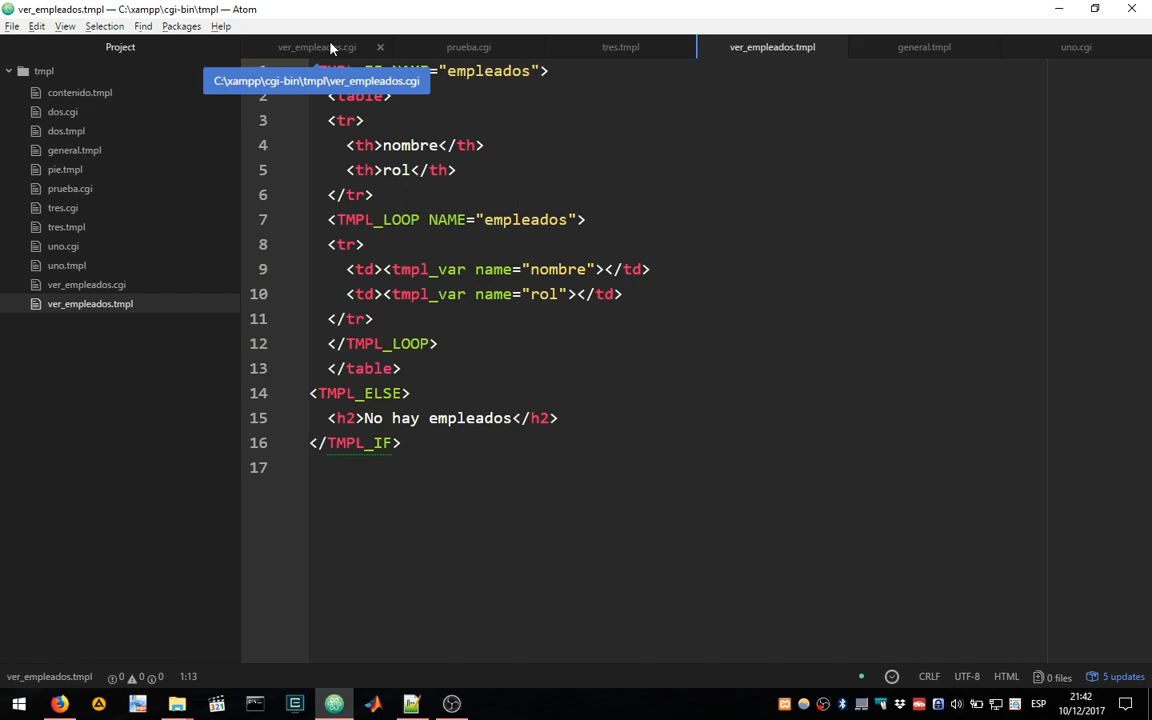 ver_empleados.tmpl — C:\xampp\cgi-bin\tmpl — Atom
File Edit View Selection Find Packages Help
Project
ver_empleados.cgi prueba.cgi tres.tmpl ver_empleados.tmpl general.tmpl uno.cgi
C:\xampp\cgi-bin\tmpl\ver_empleados.cgi
tmpl
contenido.tmpl
dos.cgi
dos.tmpl
general.tmpl
pie.tmpl
prueba.cgi
tres.cgi
tres.tmpl
uno.cgi
uno.tmpl
ver_empleados.cgi
ver_empleados.tmpl
1 <TMPL_IF NAME="empleados">
2 <table>
3 <tr>
4 <th>nombre</th>
5 <th>rol</th>
6 </tr>
7 <TMPL_LOOP NAME="empleados">
8 <tr>
9 <td><tmpl_var name="nombre"></td>
10 <td><tmpl_var name="rol"></td>
11 </tr>
12 </TMPL_LOOP>
13 </table>
14 <TMPL_ELSE>
15 <h2>No hay empleados</h2>
16 </TMPL_IF>
17
ver_empleados.tmpl 0 0 0 1:13 CRLF UTF-8 HTML 0 files 5 updates
321
ESP
21:42
10/12/2017